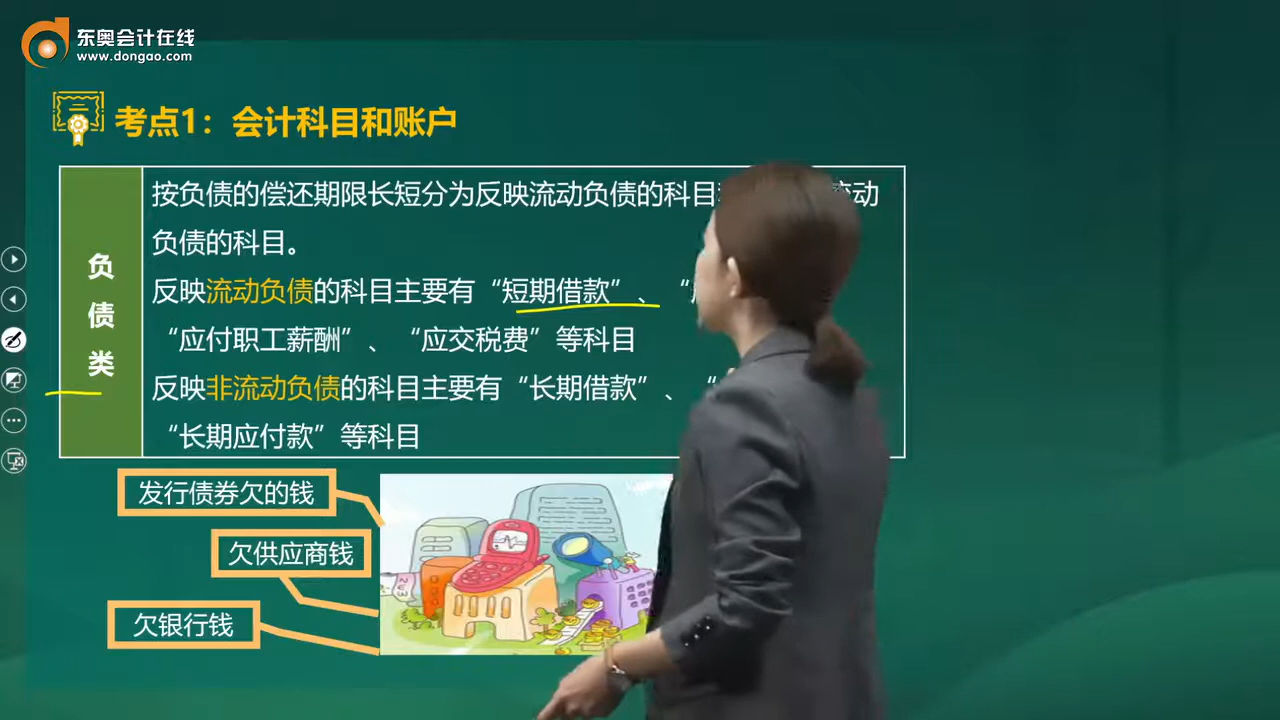 东奥会计在线
www.dongao.com
考点1：会计科目和账户
负债类
按负债的偿还期限长短分为反映流动负债的科目 流动
负债的科目。
反映流动负债的科目主要有“短期借款”、“
“应付职工薪酬”、“应交税费”等科目
反映非流动负债的科目主要有“长期借款”、“
“长期应付款”等科目
发行债券欠的钱
欠供应商钱
欠银行钱